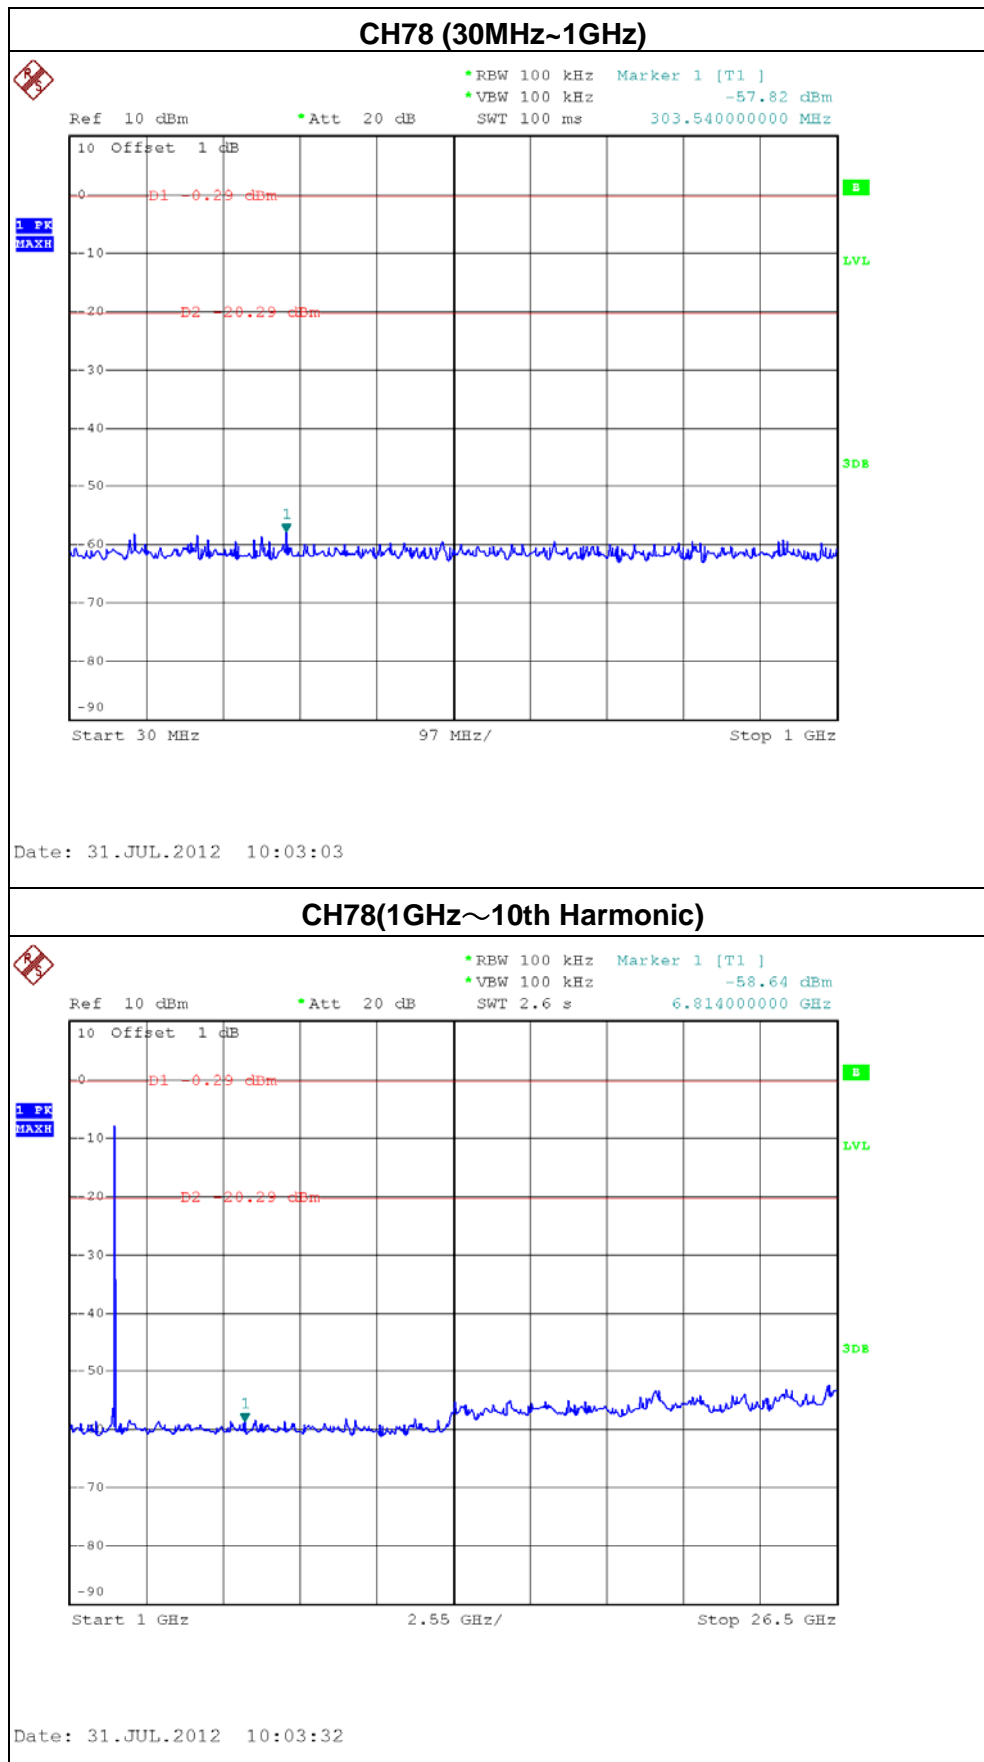 CH78 (30MHz~1GHz)
R S
*RBW 100 kHz Marker 1 [T1 ]
*VBW 100 kHz -57.82 dBm
Ref 10 dBm *Att 20 dB SWT 100 ms 303.540000000 MHz
10 Offset 1 dB
0 D1 -0.29 dBm
B
1 PK
MAXH
-10
LVL
-20 D2 -20.29 dBm
-30
-40
3DB
-50
1
-60
-70
-80
-90
Start 30 MHz 97 MHz/ Stop 1 GHz
Date: 31.JUL.2012 10:03:03
CH78(1GHz～10th Harmonic)
R S
*RBW 100 kHz Marker 1 [T1 ]
*VBW 100 kHz -58.64 dBm
Ref 10 dBm *Att 20 dB SWT 2.6 s 6.814000000 GHz
10 Offset 1 dB
0 D1 -0.29 dBm
B
1 PK
MAXH
-10
LVL
-20 D2 -20.29 dBm
-30
-40
3DB
-50
1
-60
-70
-80
-90
Start 1 GHz 2.55 GHz/ Stop 26.5 GHz
Date: 31.JUL.2012 10:03:32